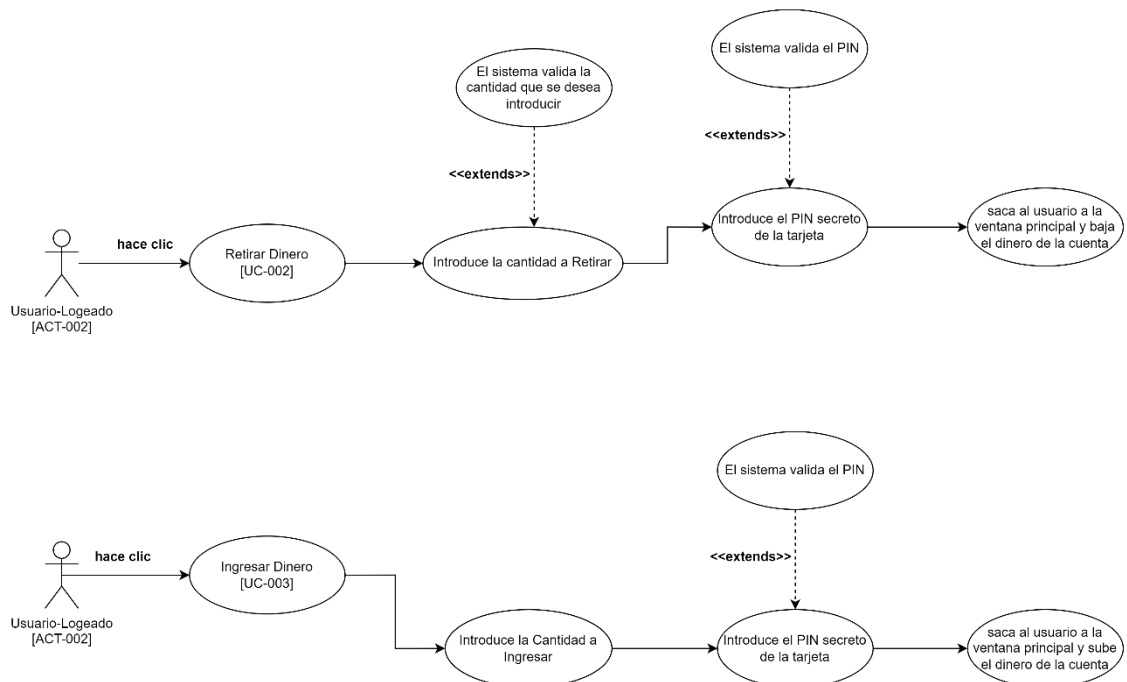 El sistema valida el PIN
El sistema valida la
cantidad que se desea
introducir
<<extends>>
<<extends>>
hace clic
Retirar Dinero
[UC-002]
Introduce la cantidad a Retirar
Introduce el PIN secreto
de la tarjeta
saca al usuario a la
ventana principal y baja
el dinero de la cuenta
Usuario-Logeado
[ACT-002]
El sistema valida el PIN
<<extends>>
hace clic
Ingresar Dinero
[UC-003]
Usuario-Logeado
[ACT-002]
Introduce la Cantidad a
Ingresar
Introduce el PIN secreto
de la tarjeta
saca al usuario a la
ventana principal y sube
el dinero de la cuenta